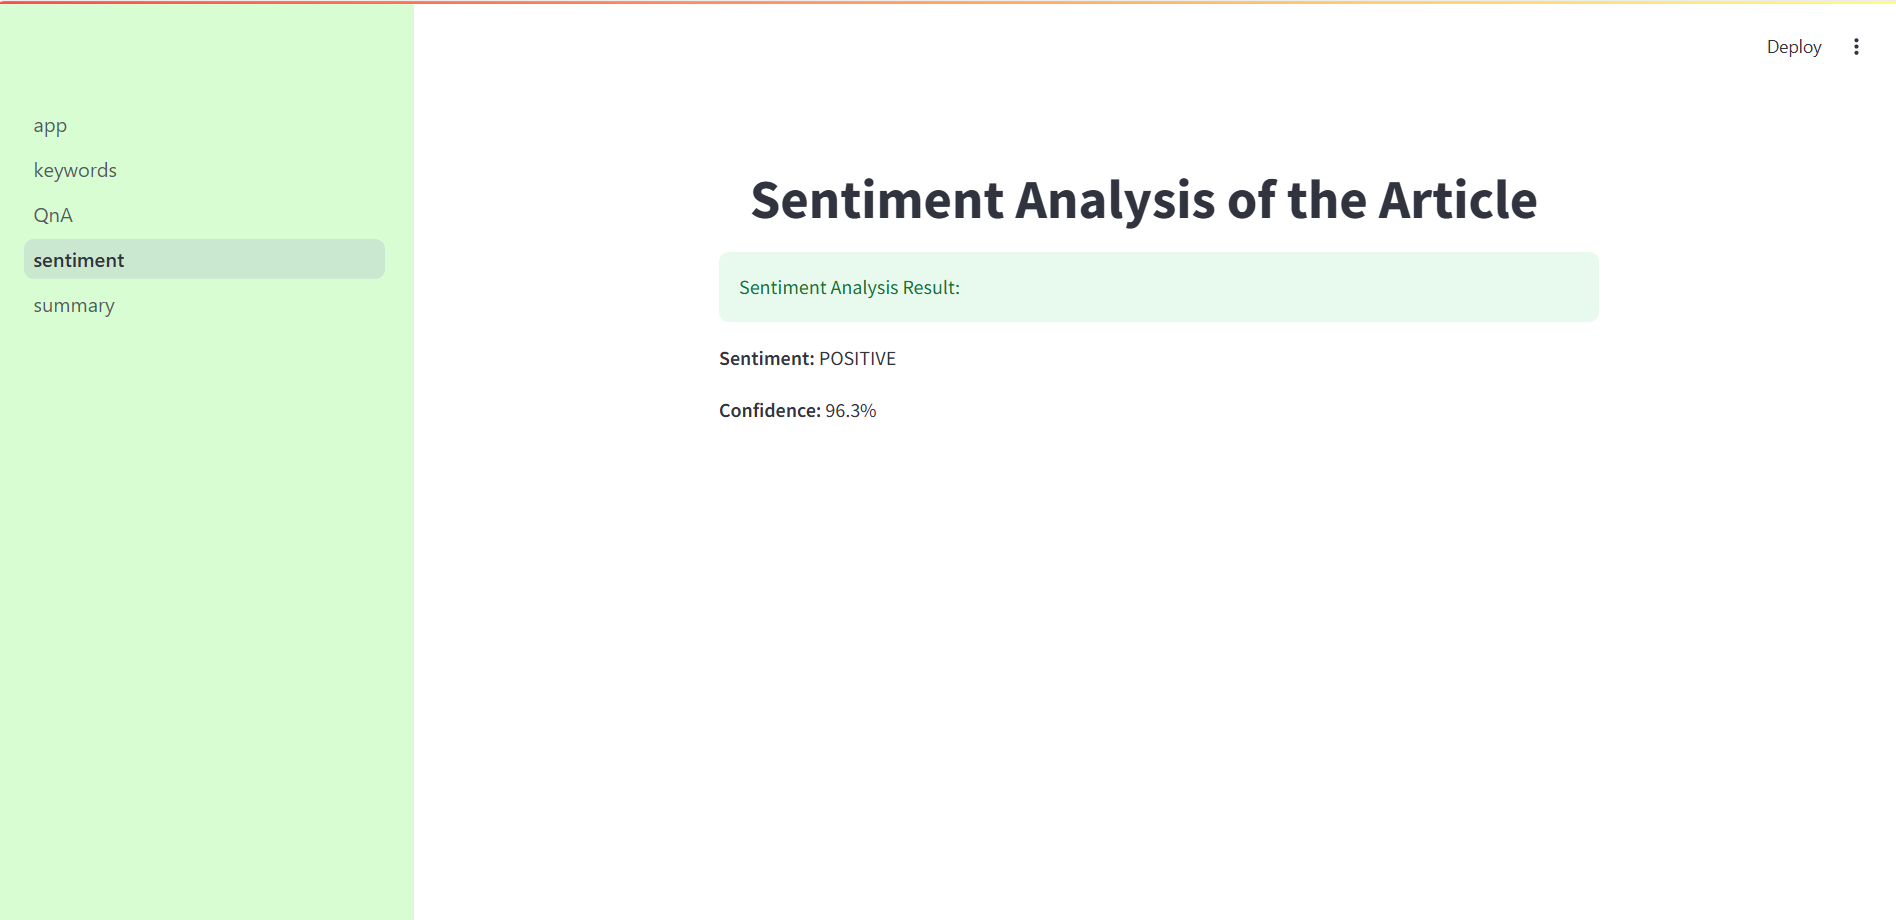 Deploy
app
keywords
QnA
sentiment
summary
Sentiment Analysis of the Article
Sentiment Analysis Result:
Sentiment: POSITIVE
Confidence: 96.3%